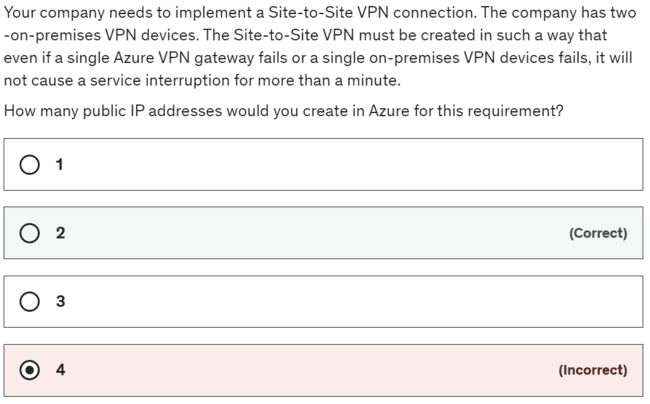 Your company needs to implement a Site-to-Site VPN connection. The company has two
-on-premises VPN devices. The Site-to-Site VPN must be created in such a way that
even if a single Azure VPN gateway fails or a single on-premises VPN devices fails, it will
not cause a service interruption for more than a minute.
How many public IP addresses would you create in Azure for this requirement?
1
2 (Correct)
3
4 (Incorrect)